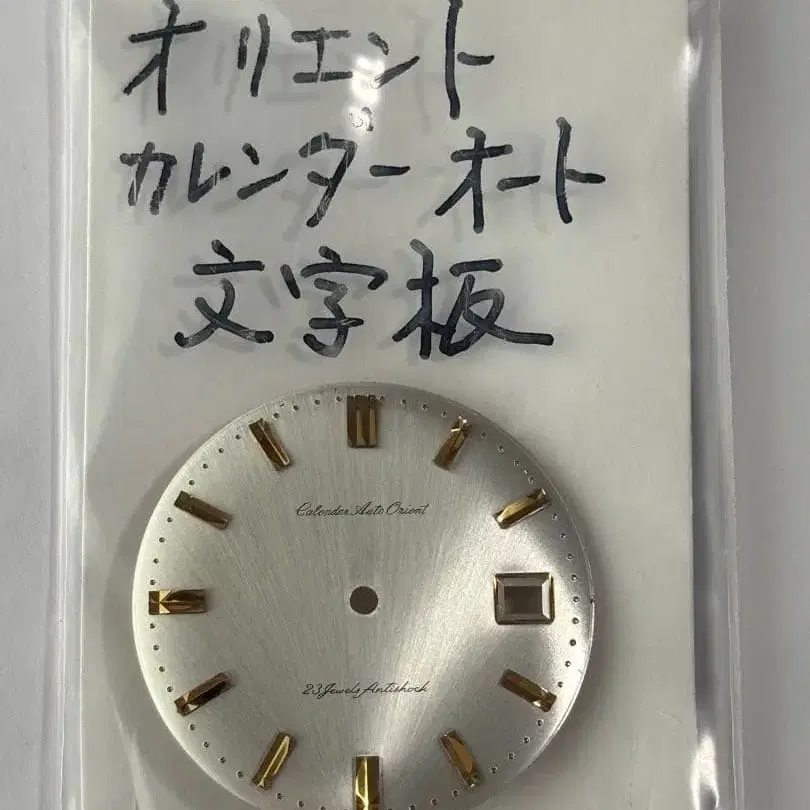 オリエント
カレンダーオート
文字板
Calendar Auto Orient
23 Jewels Antishock